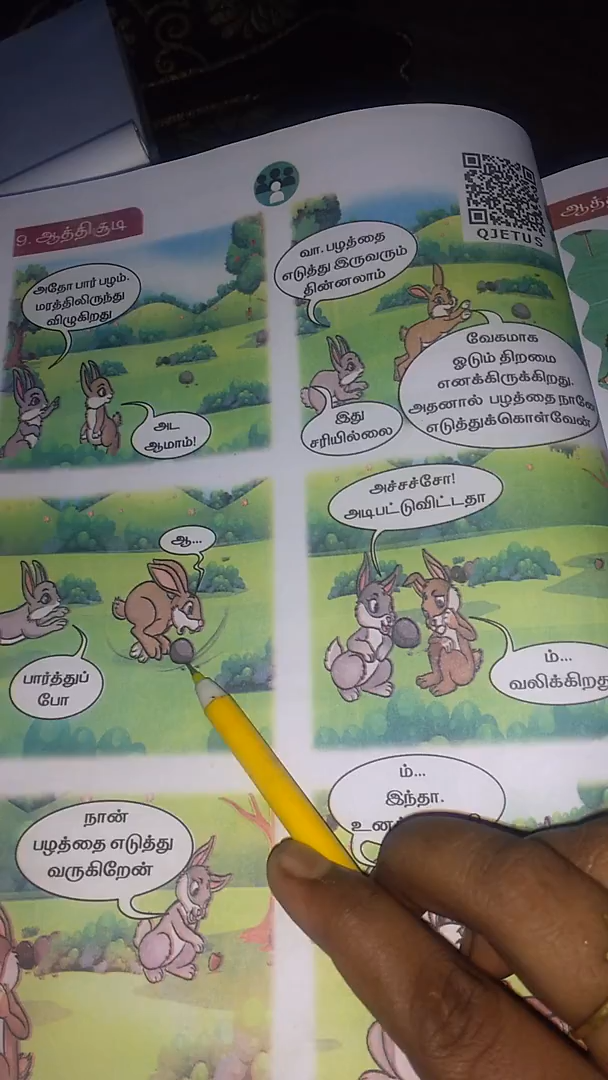 9. ஆத்திசூடி
QJETUS
அதோ பார் பழம்.
மரத்திலிருந்து
விழுகிறது
அட
ஆமாம்!
வா. பழத்தை
எடுத்து இருவரும்
தின்னலாம்
வேகமாக
ஓடும் திறமை
எனக்கிருக்கிறது.
அதனால் பழத்தை நானே
எடுத்துக்கொள்வேன்
இது
சரியில்லை
ஆ...
பார்த்துப்
போ
அச்சச்சோ!
அடிபட்டுவிட்டதா
ம்...
வலிக்கிறது
நான்
பழத்தை எடுத்து
வருகிறேன்
ம்...
இந்தா.